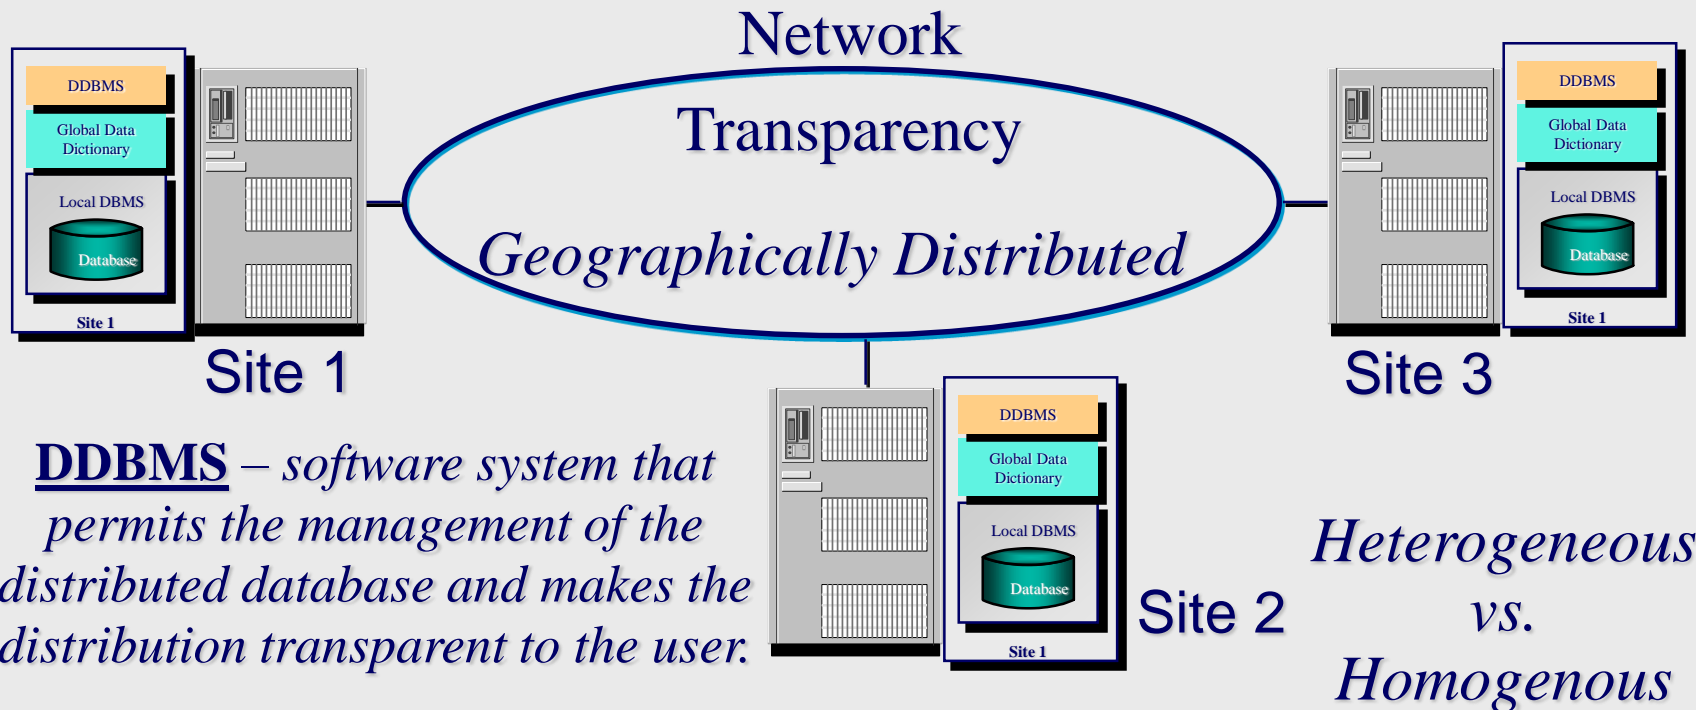 Network
Transparency
Geographically Distributed
DDBMS
Global Data
Dictionary
Local DBMS
Database
Site 1
Site 1
DDBMS
Global Data
Dictionary
Local DBMS
Database
Site 1
Site 3
DDBMS
Global Data
Dictionary
Local DBMS
Database
Site 1
Site 2
DDBMS – software system that
permits the management of the
distributed database and makes the
distribution transparent to the user.
Heterogeneous
vs.
Homogenous